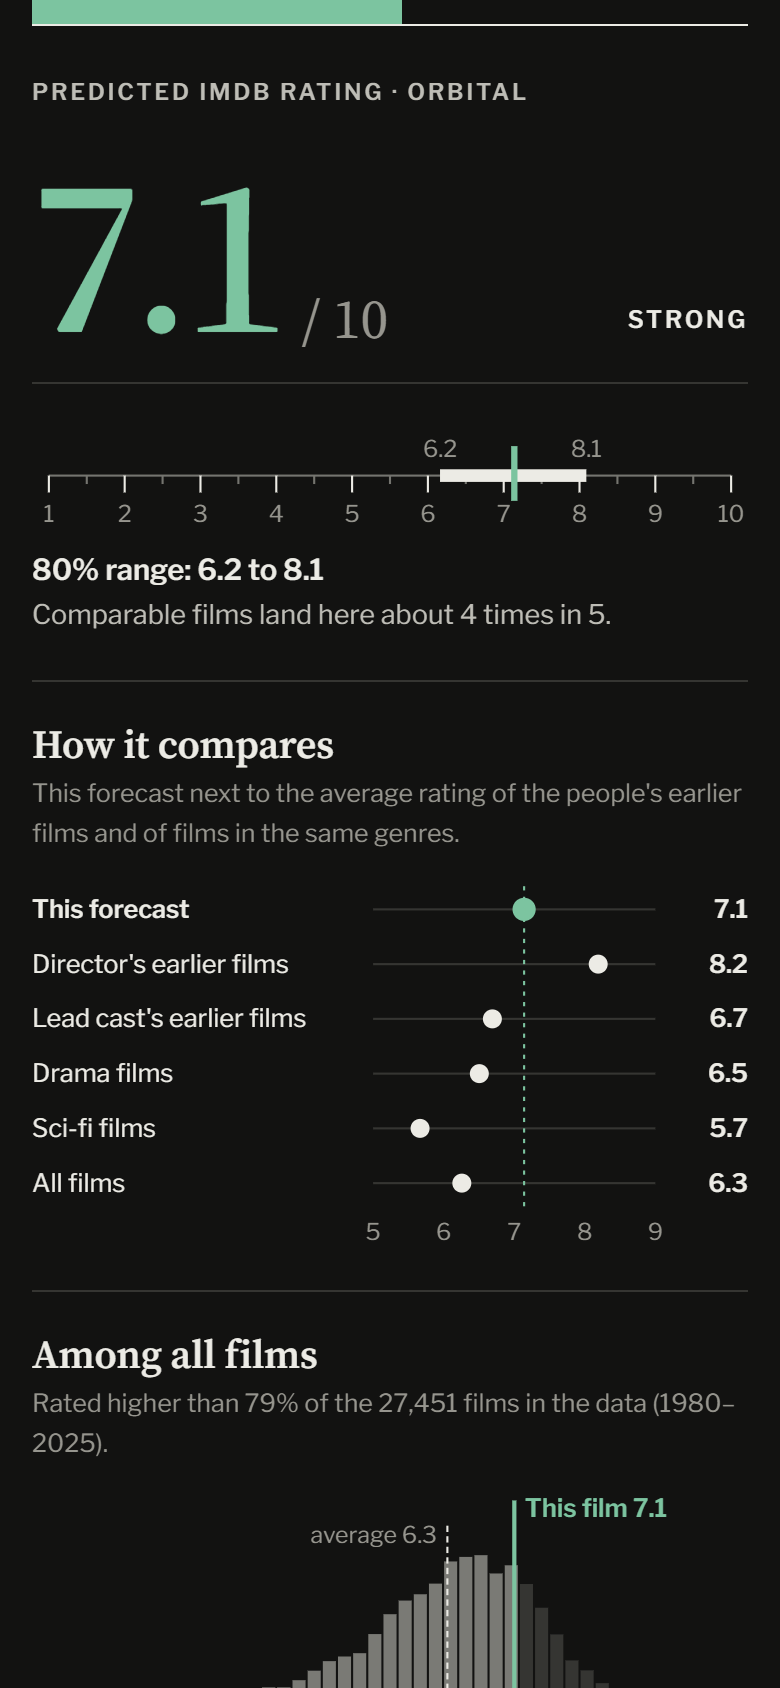 PREDICTED IMDB RATING · ORBITAL
7.1 / 10
STRONG
6.2 8.1
1 2 3 4 5 6 7 8 9 10
80% range: 6.2 to 8.1
Comparable films land here about 4 times in 5.
How it compares
This forecast next to the average rating of the people's earlier
films and of films in the same genres.
This forecast 7.1
Director's earlier films 8.2
Lead cast's earlier films 6.7
Drama films 6.5
Sci-fi films 5.7
All films 6.3
5 6 7 8 9
Among all films
Rated higher than 79% of the 27,451 films in the data (1980–
2025).
This film 7.1
average 6.3